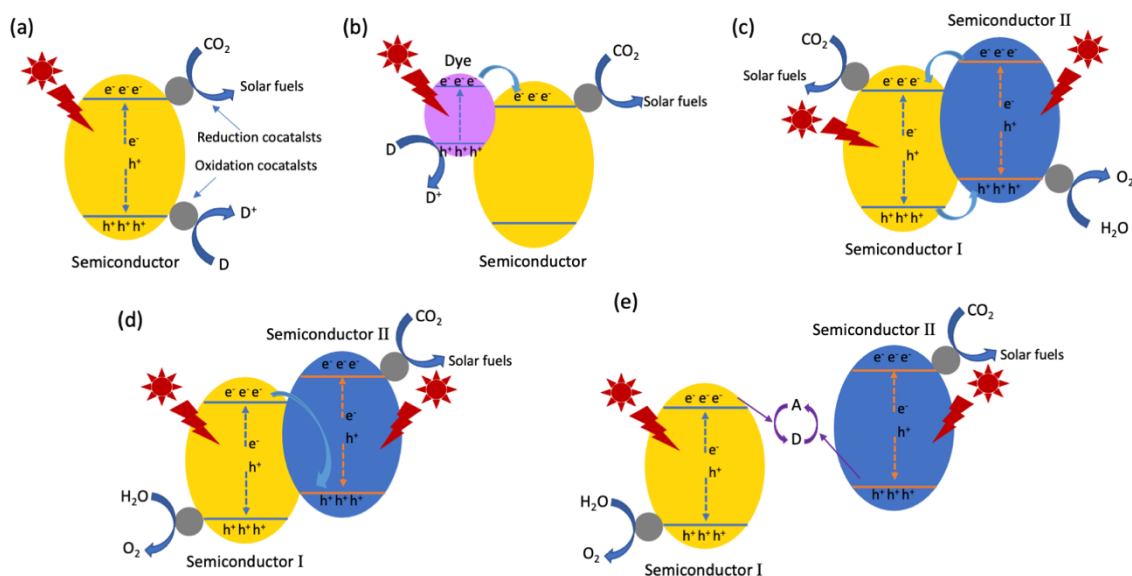 (a)
CO₂
e⁻ e⁻ e⁻
Solar fuels
Reduction cocatalsts
e⁻
Oxidation cocatalsts
h⁺
D⁺
h⁺ h⁺ h⁺
D
Semiconductor
(b)
Dye
CO₂
e⁻ e⁻ e⁻
e⁻ e⁻ e⁻
Solar fuels
D
h⁺ h⁺ h⁺
D⁺
Semiconductor
(c)
Semiconductor II
CO₂
e⁻ e⁻ e⁻
Solar fuels
e⁻ e⁻ e⁻
e⁻
h⁺
e⁻
h⁺
h⁺ h⁺ h⁺
O₂
h⁺ h⁺ h⁺
H₂O
Semiconductor I
(d)
CO₂
Semiconductor II
e⁻ e⁻ e⁻
Solar fuels
e⁻ e⁻ e⁻
e⁻
h⁺
e⁻
h⁺
H₂O
h⁺ h⁺ h⁺
h⁺ h⁺ h⁺
O₂
Semiconductor I
(e)
CO₂
Semiconductor II
e⁻ e⁻ e⁻
Solar fuels
e⁻ e⁻ e⁻
A
D
e⁻
h⁺
e⁻
h⁺
h⁺ h⁺ h⁺
H₂O
h⁺ h⁺ h⁺
O₂
Semiconductor I